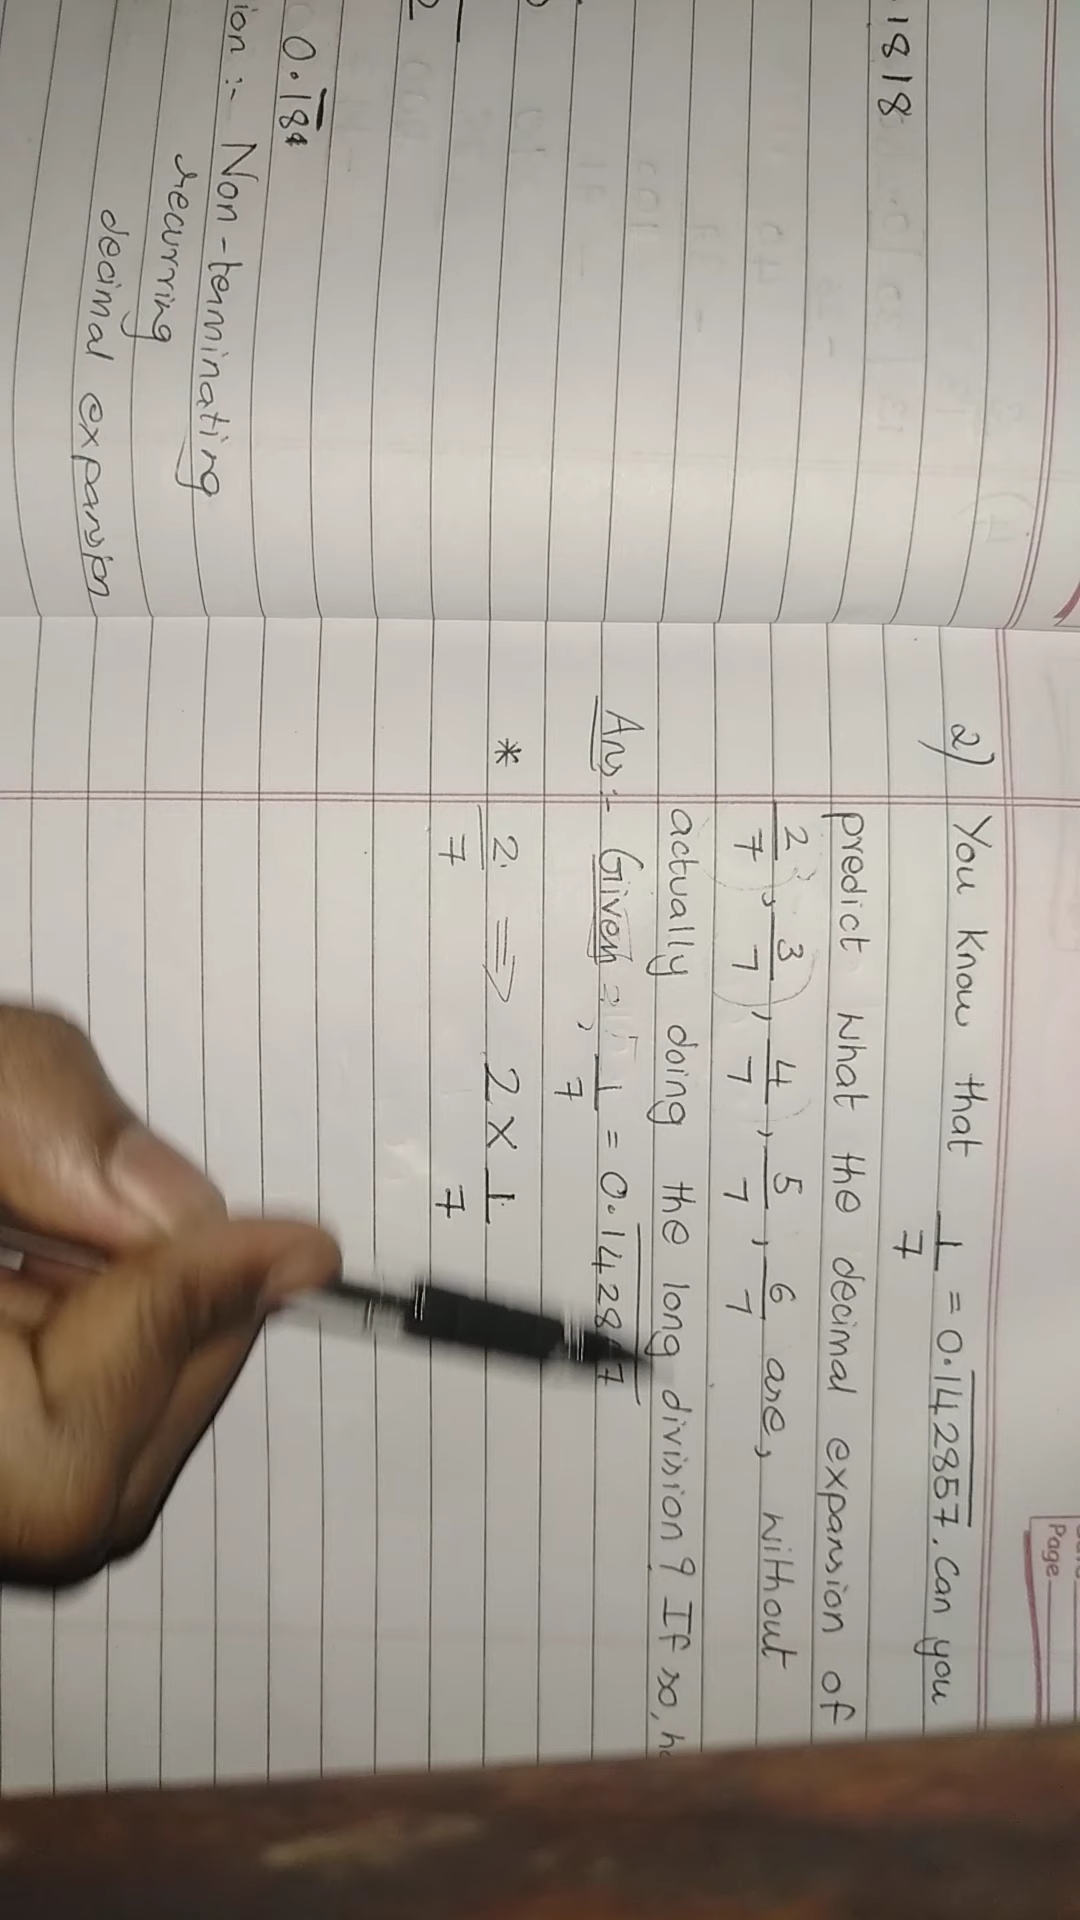 1818
0.18
ion :- Non-terminating
recurring
decimal expansion
Page
2) You know that 1/7 = 0.142857. Can you
predict what the decimal expansion of
2/7, 3/7, 4/7, 5/7, 6/7 are, without
actually doing the long division? If so,
Ans:- Given, 1/7 = 0.14287
* 2/7 ⇒ 2 × 1/7